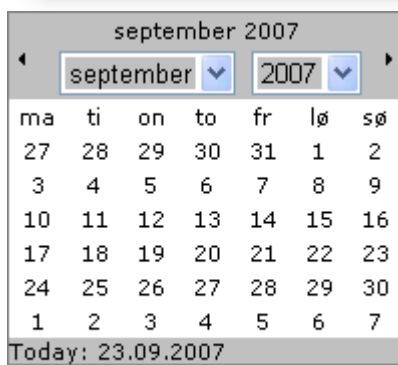 september 2007
september 2007
ma ti on to fr lø sø
27 28 29 30 31 1 2
3 4 5 6 7 8 9
10 11 12 13 14 15 16
17 18 19 20 21 22 23
24 25 26 27 28 29 30
1 2 3 4 5 6 7
Today: 23.09.2007